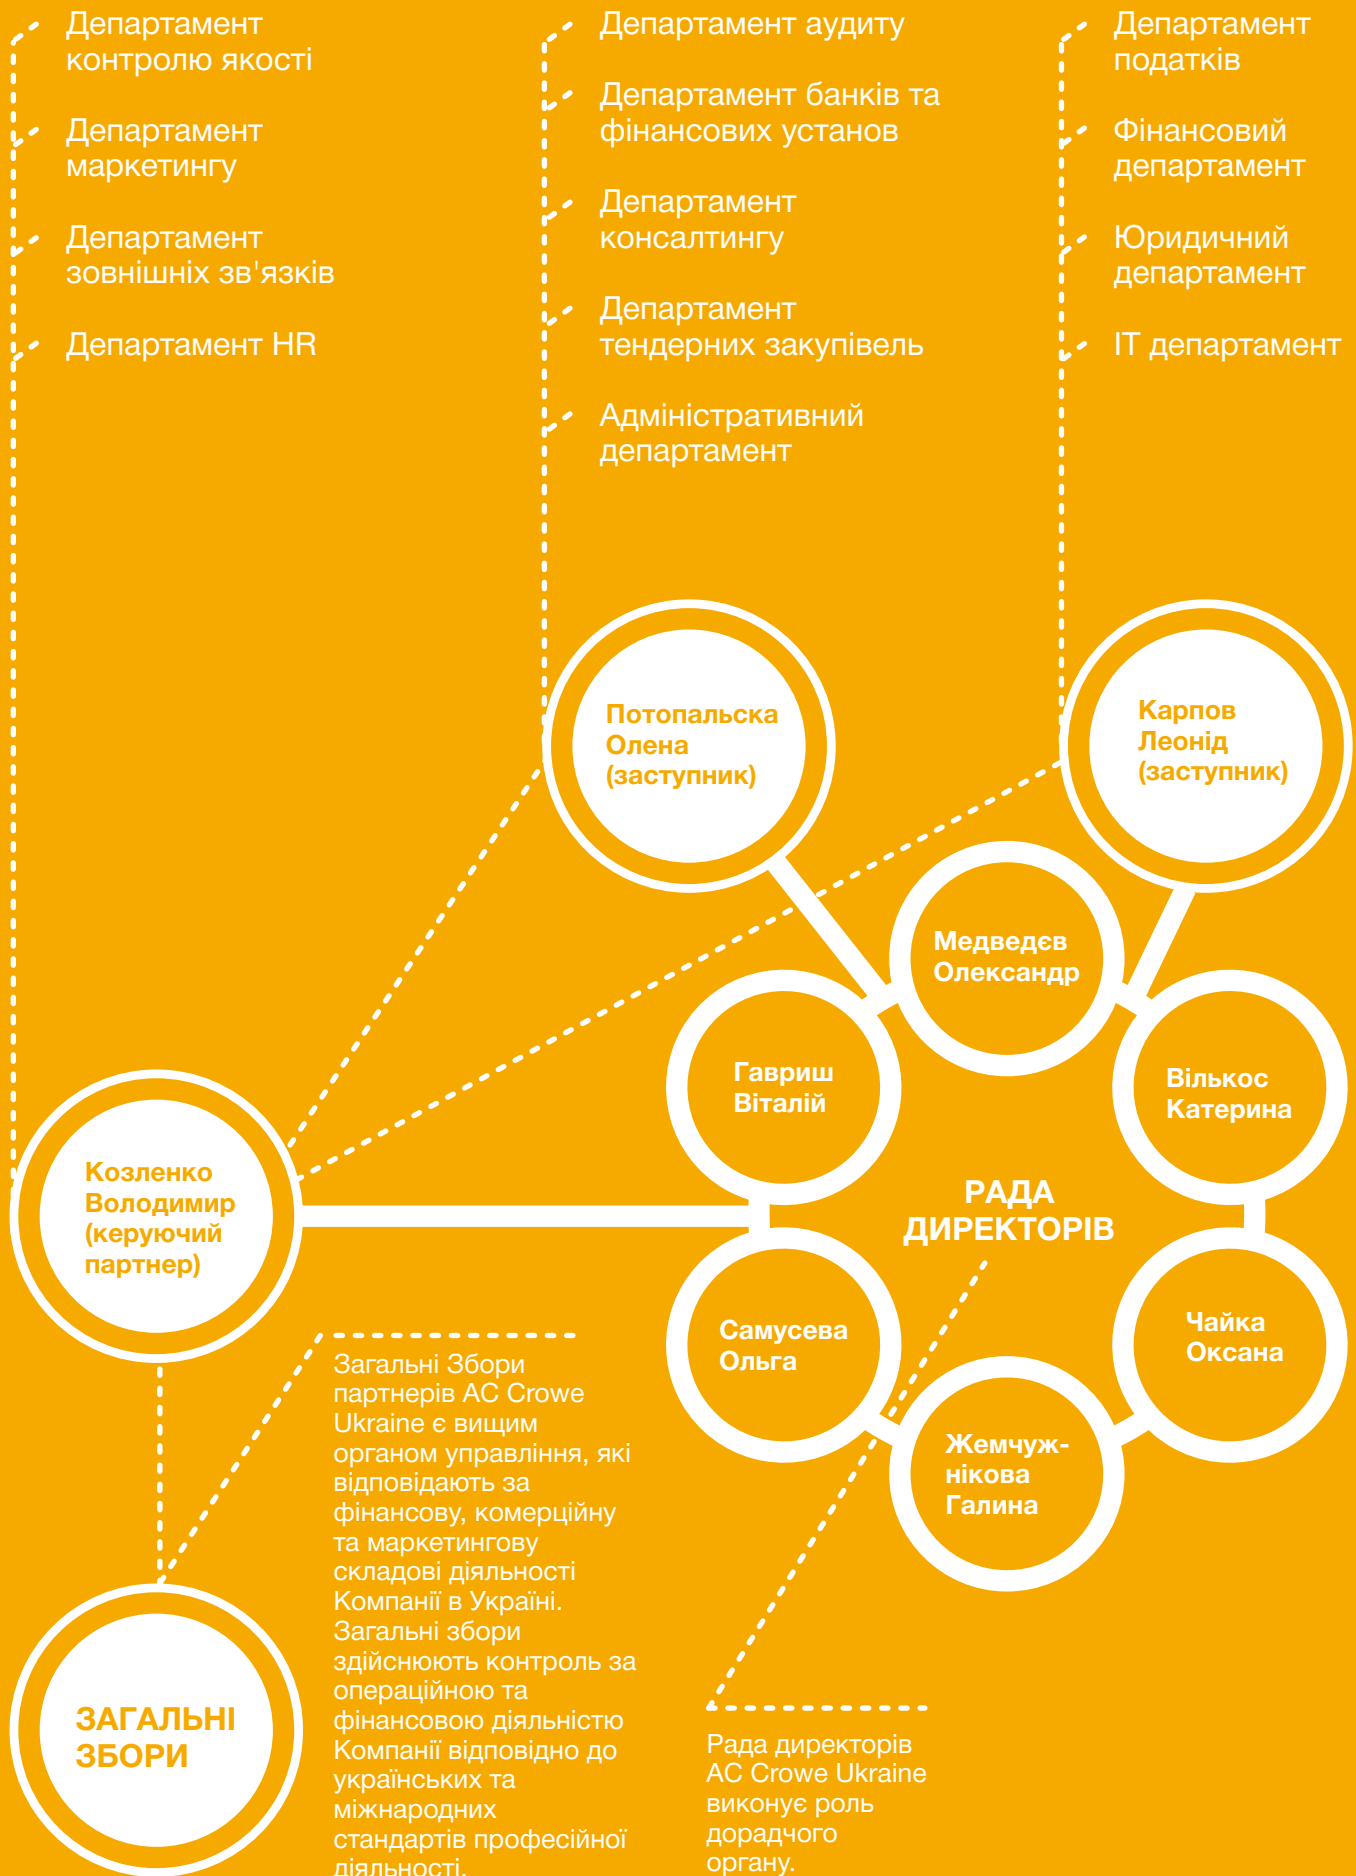 Департамент
контролю якості
Департамент
маркетингу
Департамент
зовнішніх зв'язків
Департамент HR
Департамент аудиту
Департамент банків та
фінансових установ
Департамент
консалтингу
Департамент
тендерних закупівель
Адміністративний
департамент
Департамент
податків
Фінансовий
департамент
Юридичний
департамент
ІТ департамент
Потопальска
Олена
(заступник)
Карпов
Леонід
(заступник)
Медведєв
Олександр
Гавриш
Віталій
Вількос
Катерина
Козленко
Володимир
(керуючий
партнер)
РАДА
ДИРЕКТОРІВ
Самусева
Ольга
Чайка
Оксана
Жемчуж-
нікова
Галина
ЗАГАЛЬНІ
ЗБОРИ
Загальні Збори
партнерів AC Crowe
Ukraine є вищим
органом управління, які
відповідають за
фінансову, комерційну
та маркетингову
складові діяльності
Компанії в Україні.
Загальні збори
здійснюють контроль за
операційною та
фінансовою діяльністю
Компанії відповідно до
українських та
міжнародних
стандартів професійної
діяльності.
Рада директорів
AC Crowe Ukraine
виконує роль
дорадчого
органу.